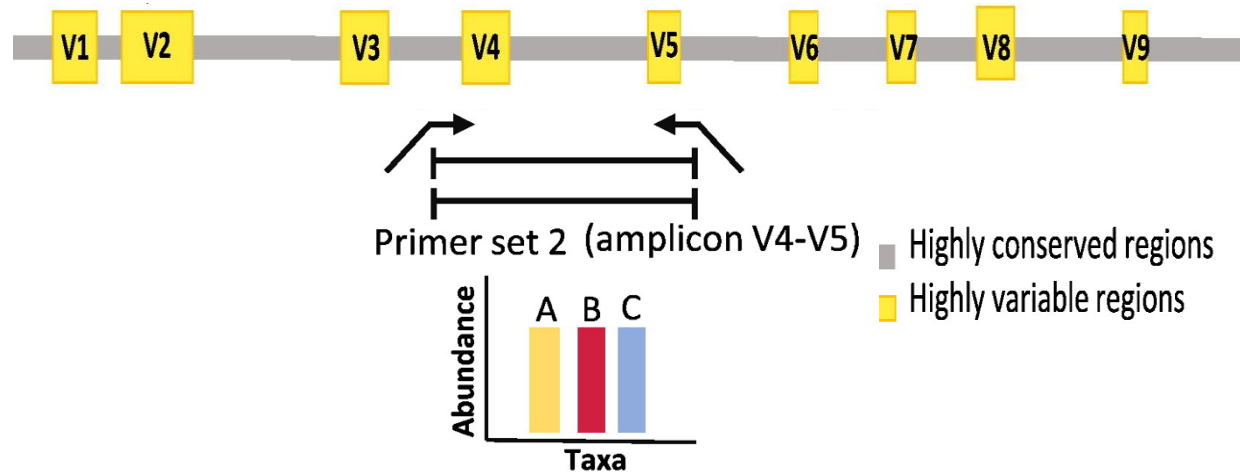 V1 V2 V3 V4 V5 V6 V7 V8 V9
Primer set 2 (amplicon V4-V5)
Highly conserved regions
Highly variable regions
A B C
Abundance
Taxa